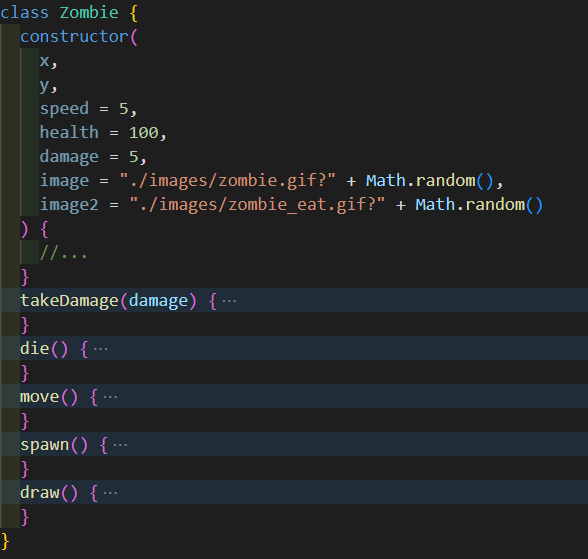 class Zombie {
constructor(
x,
y,
speed = 5,
health = 100,
damage = 5,
image = "./images/zombie.gif?" + Math.random(),
image2 = "./images/zombie_eat.gif?" + Math.random()
) {
//...
}
takeDamage(damage) { ···
}
die() { ···
}
move() { ···
}
spawn() { ···
}
draw() { ···
}
}